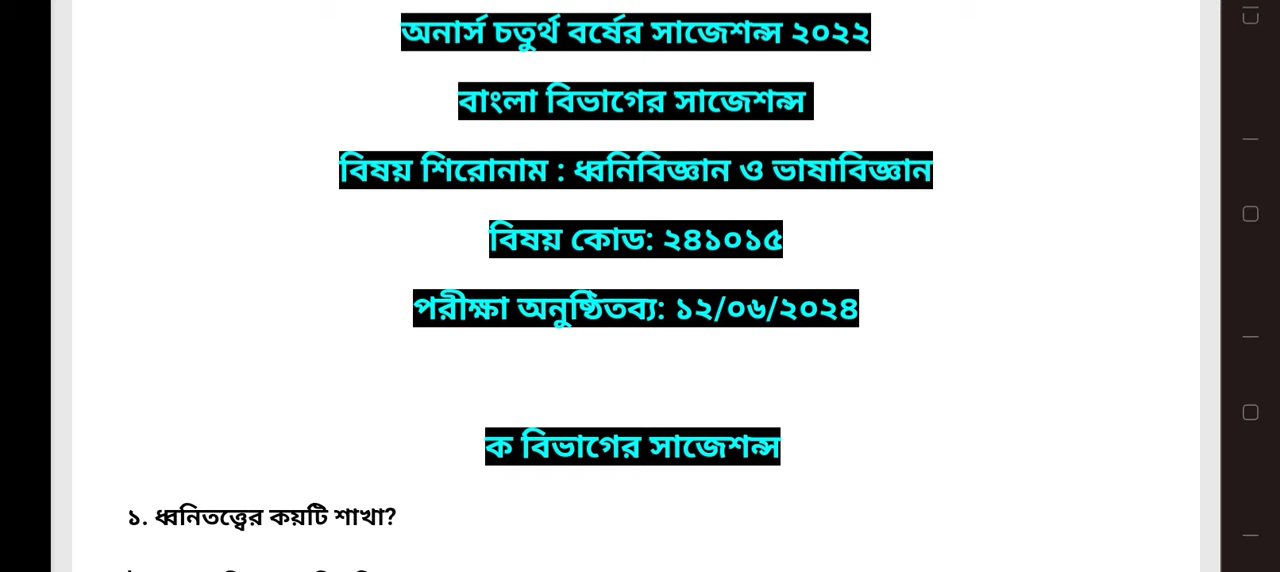 অনার্স চতুর্থ বর্ষের সাজেশন্স ২০২২
বাংলা বিভাগের সাজেশন্স
বিষয় শিরোনাম : ধ্বনিবিজ্ঞান ও ভাষাবিজ্ঞান
বিষয় কোড: ২৪১০১৫
পরীক্ষা অনুষ্ঠিতব্য: ১২/০৬/২০২৪
ক বিভাগের সাজেশন্স
১. ধ্বনিতত্ত্বের কয়টি শাখা?